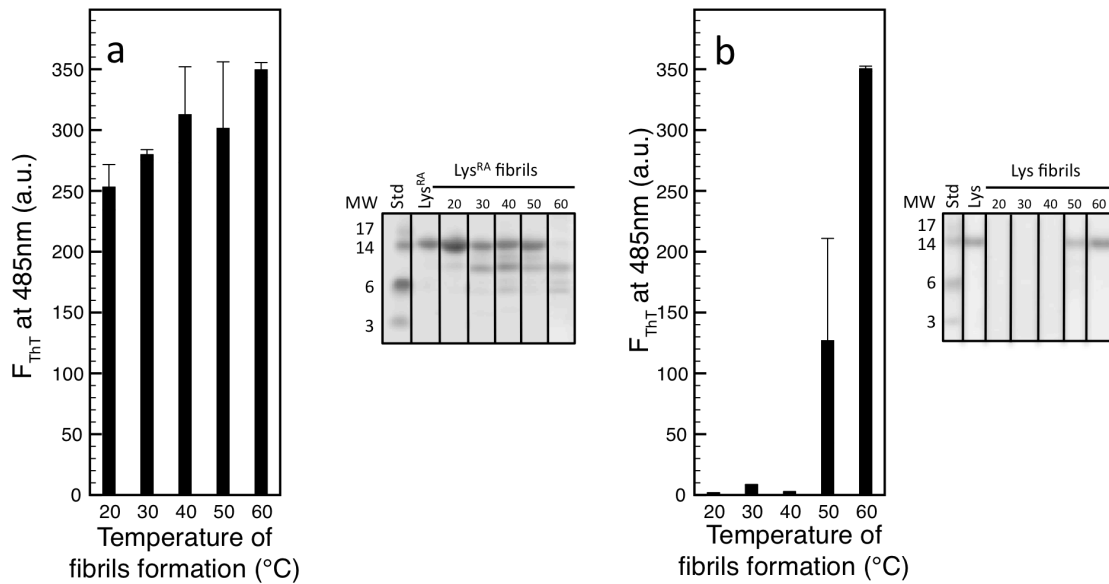 a
350
300
250
200
150
100
50
0
F_ThT at 485nm (a.u.)
20 30 40 50 60
Temperature of
fibrils formation (°C)
Lys^RA fibrils
MW Std Lys^RA 20 30 40 50 60
17
14
6
3
b
350
300
250
200
150
100
50
0
F_ThT at 485nm (a.u.)
20 30 40 50 60
Temperature of
fibrils formation (°C)
Lys fibrils
MW Std Lys 20 30 40 50 60
17
14
6
3